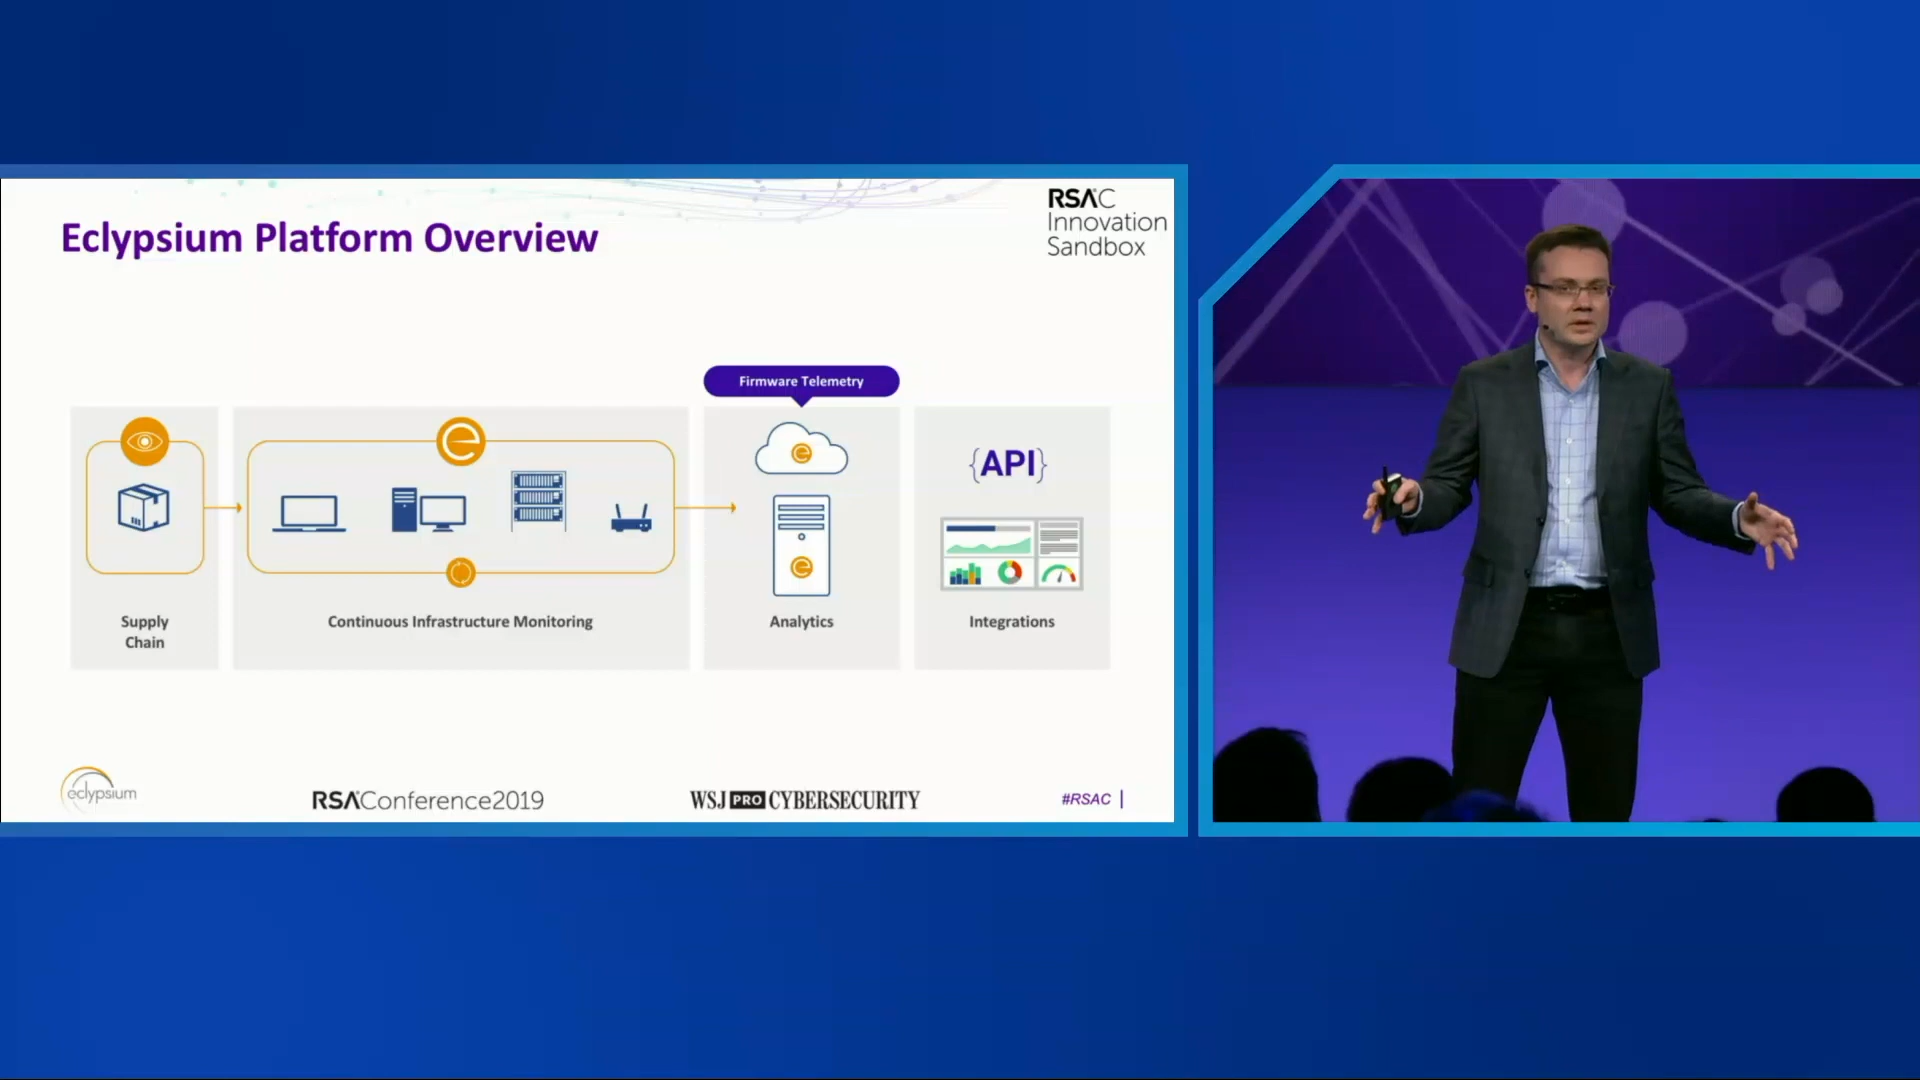 Eclypsium Platform Overview
RSAC
Innovation
Sandbox
Firmware Telemetry
{API}
Supply
Chain
Continuous Infrastructure Monitoring
Analytics
Integrations
eclypsium
RSAConference2019
WSJ PRO CYBERSECURITY
#RSAC